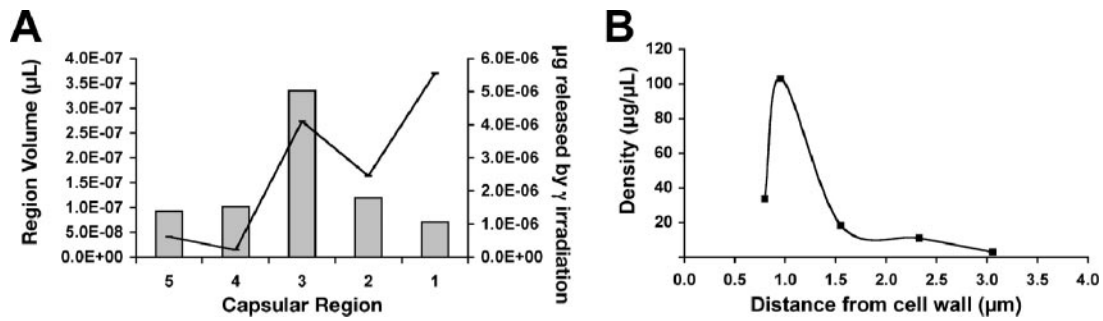 A
Region Volume (µL)
4.0E-07
3.5E-07
3.0E-07
2.5E-07
2.0E-07
1.5E-07
1.0E-07
5.0E-08
0.0E+00
5 4 3 2 1
Capsular Region
6.0E-06
5.0E-06
4.0E-06
3.0E-06
2.0E-06
1.0E-06
0.0E+00
µg released by γ irradiation
B
Density (µg/µL)
120
100
80
60
40
20
0.0 0.5 1.0 1.5 2.0 2.5 3.0 3.5 4.0
Distance from cell wall (µm)